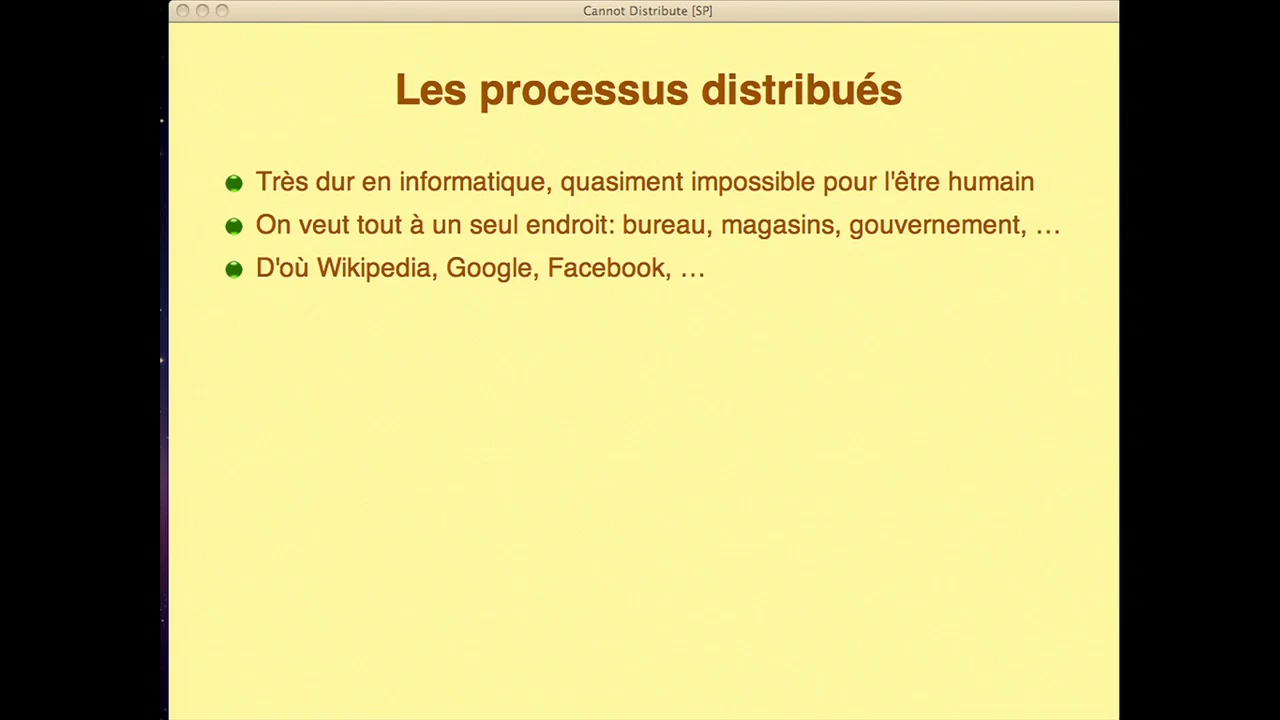 Cannot Distribute [SP]
Les processus distribués
Très dur en informatique, quasiment impossible pour l'être humain
On veut tout à un seul endroit: bureau, magasins, gouvernement, …
D'où Wikipedia, Google, Facebook, …